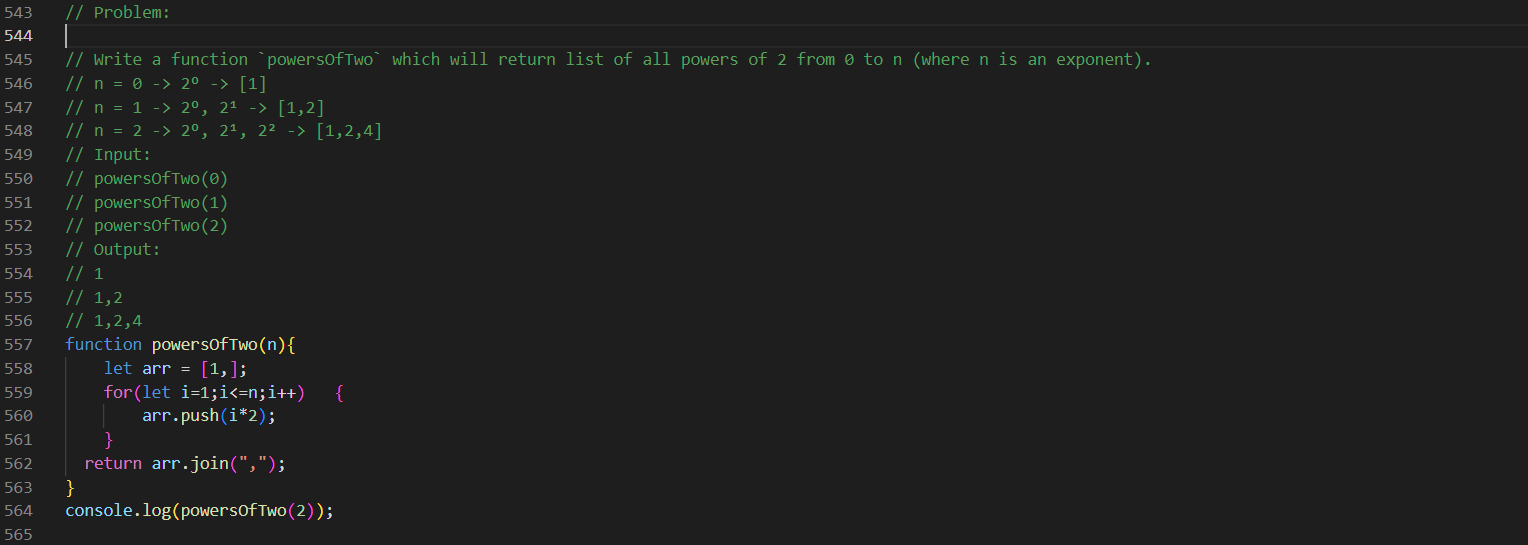 543 // Problem:
544
545 // Write a function `powersOfTwo` which will return list of all powers of 2 from 0 to n (where n is an exponent).
546 // n = 0 -> 2⁰ -> [1]
547 // n = 1 -> 2⁰, 2¹ -> [1,2]
548 // n = 2 -> 2⁰, 2¹, 2² -> [1,2,4]
549 // Input:
550 // powersOfTwo(0)
551 // powersOfTwo(1)
552 // powersOfTwo(2)
553 // Output:
554 // 1
555 // 1,2
556 // 1,2,4
557 function powersOfTwo(n){
558     let arr = [1,];
559     for(let i=1;i<=n;i++)   {
560         arr.push(i*2);
561     }
562   return arr.join(",");
563 }
564 console.log(powersOfTwo(2));
565